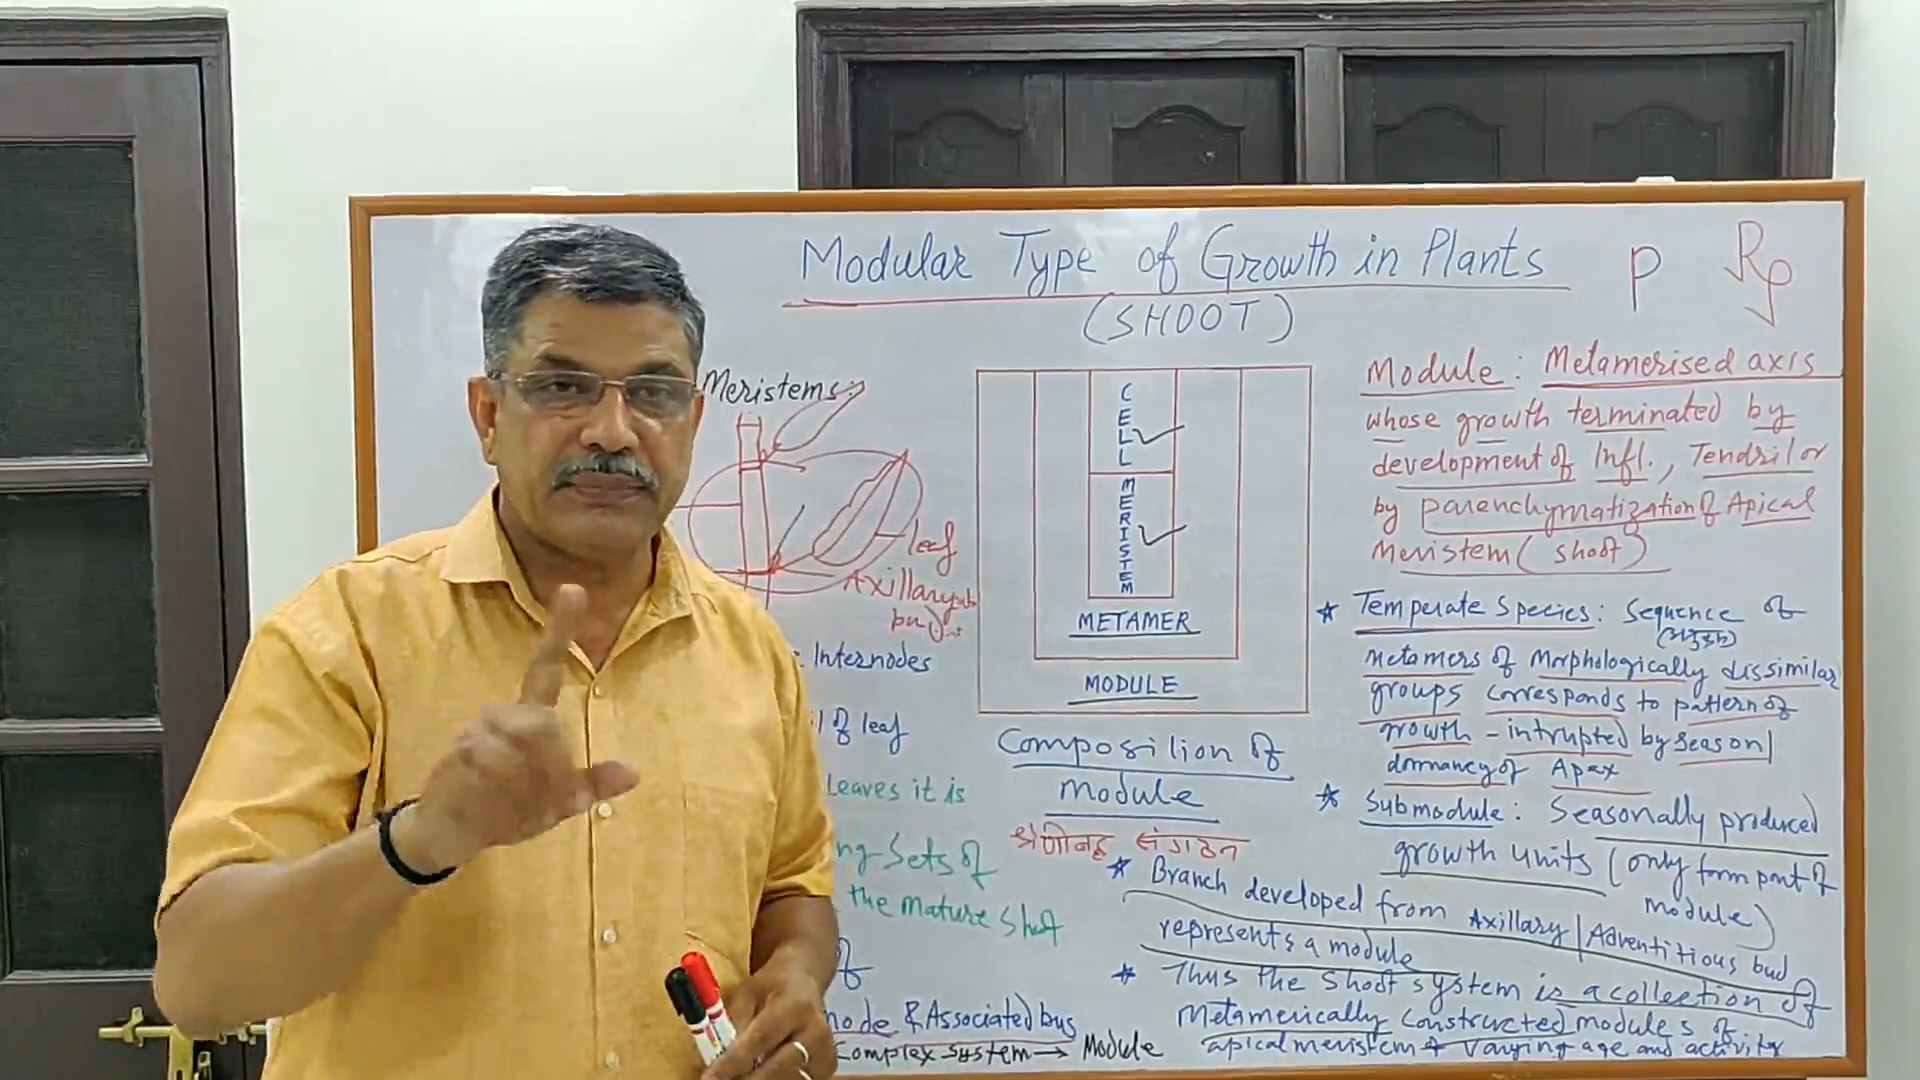 Modular Type of Growth in Plants
(SHOOT)
P
Rp
Meristems
leaf
Axillary
bud
: Internodes
of leaf
Leaves it is
ng sets of
the mature shoot
of
node & Associated bus
Complex system → Module
CELL
MERISTEM
METAMER
MODULE
Composition of
module
श्रेणीबद्ध संगठन
Module: Metamerised axis
whose growth terminated by
development of Infl., Tendril or
by parenchymatization of Apical
Meristem (shoot)
* Temperate Species: Sequence of
metamers of Morphologically dissimilar
groups corresponds to pattern of
growth - intrupted by season/
dormancy of Apex
* Submodule: Seasonally produced
growth units (only form part of
module)
* Branch developed from Axillary/Adventitious bud
represents a module
* Thus the shoot system is a collection of
Metamerically constructed modules of
apical meristem of varying age and activity